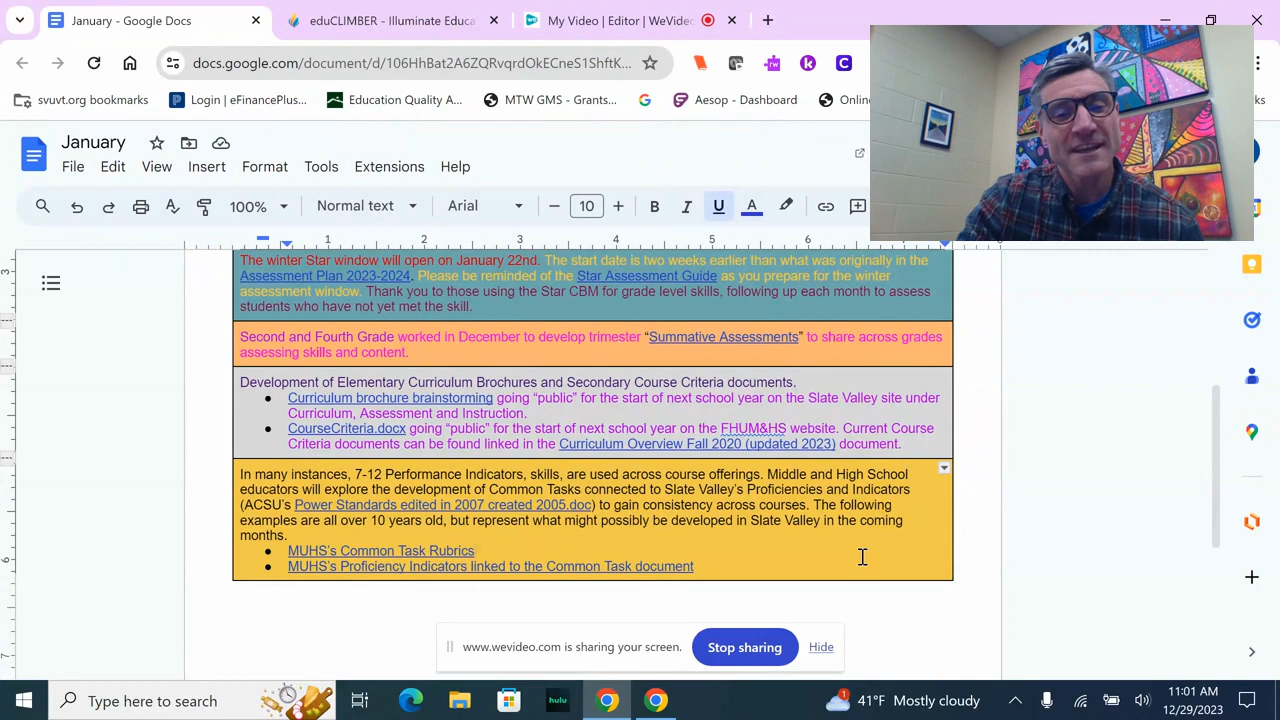 January - Google Docs
eduCLIMBER - Illuminate Educa
My Video | Editor | WeVideo
docs.google.com/document/d/106HhBat2A6ZQRvqrdOkECneS1ShftK...
svuvt.org bookmarks
Login | eFinancePlus...
Education Quality A...
MTW GMS - Grants...
Aesop - Dashboard
Onlin
January
File Edit View Insert Format Tools Extensions Help
100% Normal text Arial 10 B I U A
1 2 3 4 5 6
The winter Star window will open on January 22nd. The start date is two weeks earlier than what was originally in the
Assessment Plan 2023-2024. Please be reminded of the Star Assessment Guide as you prepare for the winter
assessment window. Thank you to those using the Star CBM for grade level skills, following up each month to assess
students who have not yet met the skill.
Second and Fourth Grade worked in December to develop trimester “Summative Assessments” to share across grades
assessing skills and content.
Development of Elementary Curriculum Brochures and Secondary Course Criteria documents.
● Curriculum brochure brainstorming going “public” for the start of next school year on the Slate Valley site under
Curriculum, Assessment and Instruction.
● CourseCriteria.docx going “public” for the start of next school year on the FHUM&HS website. Current Course
Criteria documents can be found linked in the Curriculum Overview Fall 2020 (updated 2023) document.
In many instances, 7-12 Performance Indicators, skills, are used across course offerings. Middle and High School
educators will explore the development of Common Tasks connected to Slate Valley’s Proficiencies and Indicators
(ACSU’s Power Standards edited in 2007 created 2005.doc) to gain consistency across courses. The following
examples are all over 10 years old, but represent what might possibly be developed in Slate Valley in the coming
months.
● MUHS’s Common Task Rubrics
● MUHS’s Proficiency Indicators linked to the Common Task document
www.wevideo.com is sharing your screen. Stop sharing Hide
Type here to search
hulu
1
41°F Mostly cloudy
11:01 AM
12/29/2023